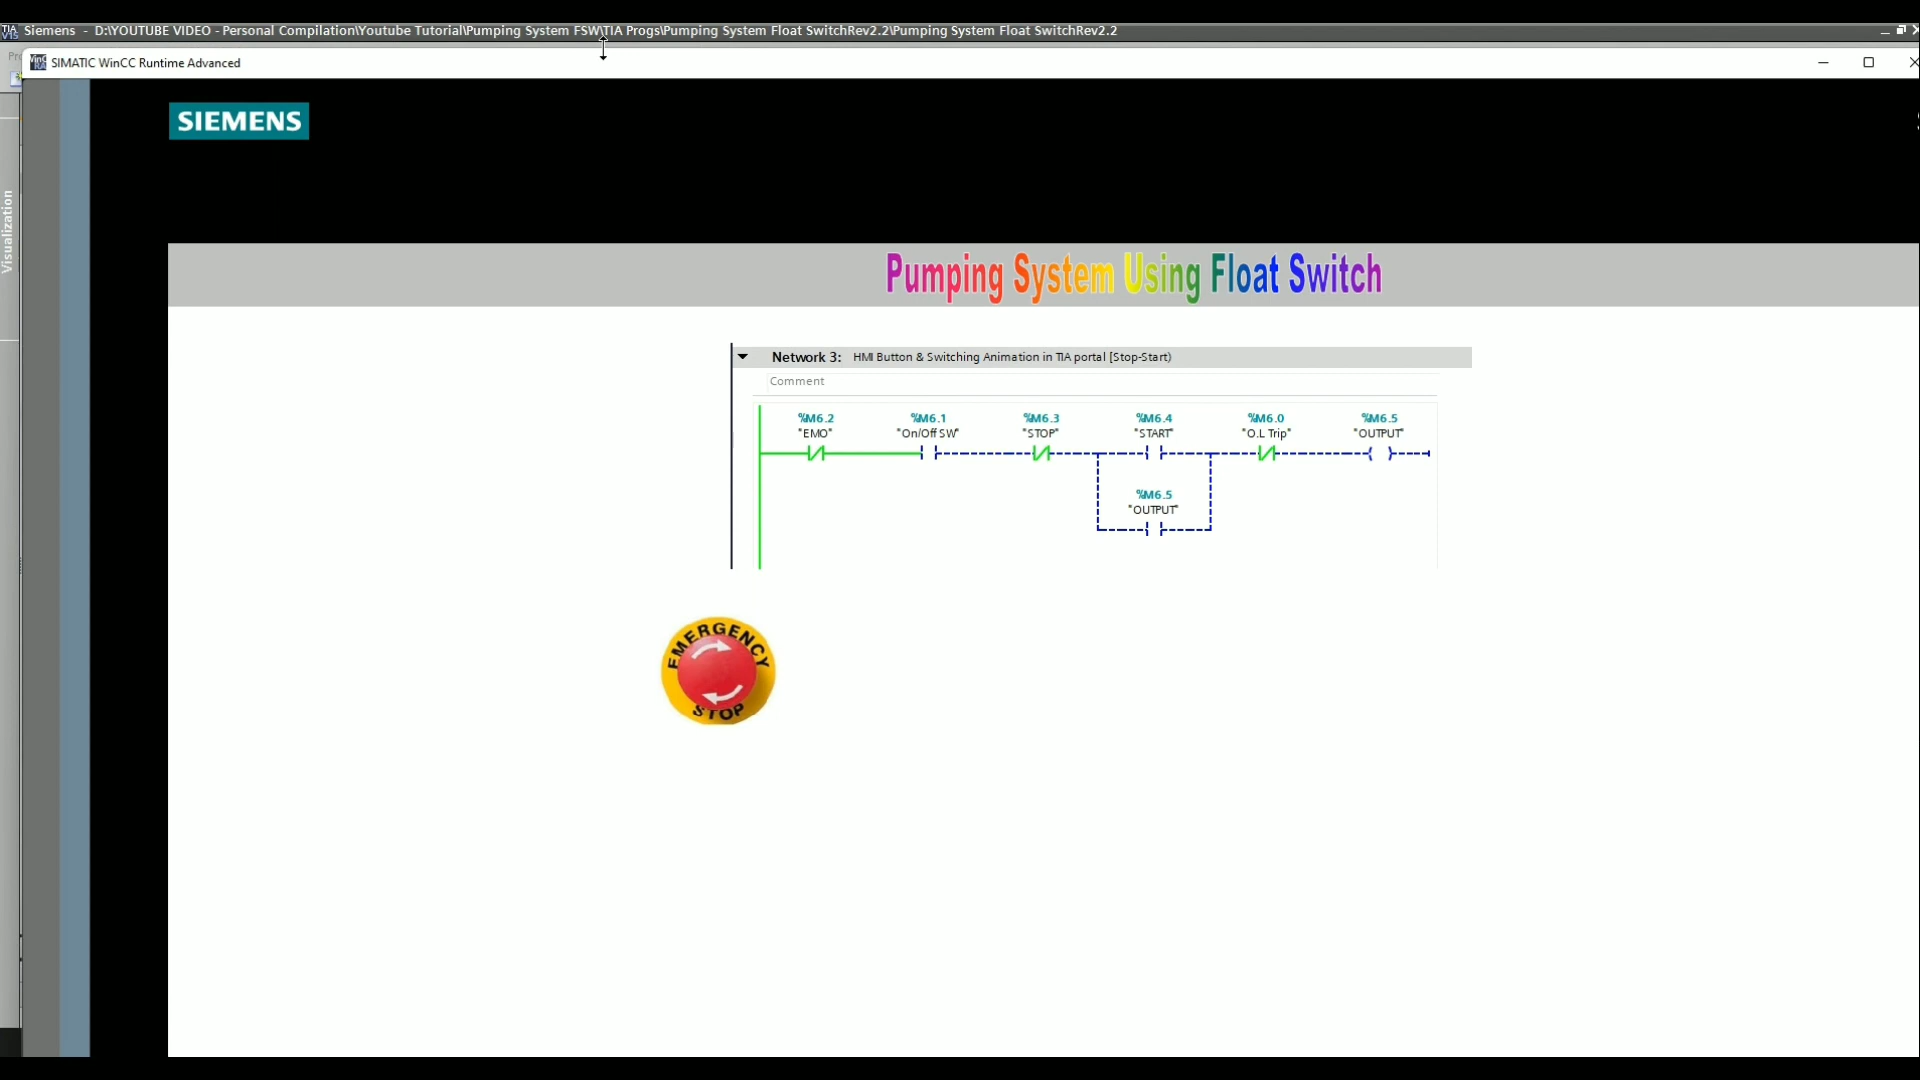 Siemens - D:\YOUTUBE VIDEO - Personal Compilation\Youtube Tutorial\Pumping System FSW\TIA Progs\Pumping System Float SwitchRev2.2\Pumping System Float SwitchRev2.2
SIMATIC WinCC Runtime Advanced
SIEMENS
Visualization
Pumping System Using Float Switch
Network 3: HMI Button & Switching Animation in TIA portal [Stop-Start)
Comment
%M6.2 %M6.1 %M6.3 %M6.4 %M6.0 %M6.5
"EMO" "On/Off SW" "STOP" "START" "O.L Trip" "OUTPUT"
%M6.5
"OUTPUT"
EMERGENCY
STOP